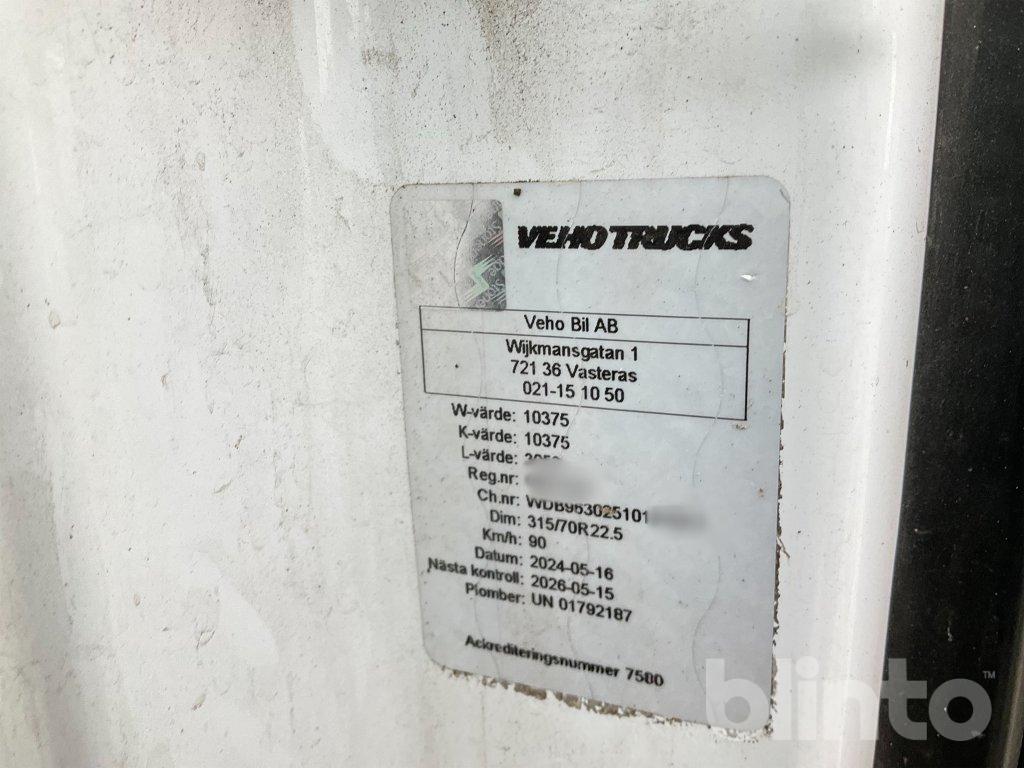 VEHO TRUCKS
Veho Bil AB
Wijkmansgatan 1
721 36 Vasteras
021-15 10 50
W-värde: 10375
K-värde: 10375
L-värde:
Reg.nr:
Ch.nr: WDB963025101
Dim: 315/70R22.5
Km/h: 90
Datum: 2024-05-16
Nästa kontroll: 2026-05-15
Plomber: UN 01792187
Ackrediteringsnummer 7580
blinto™